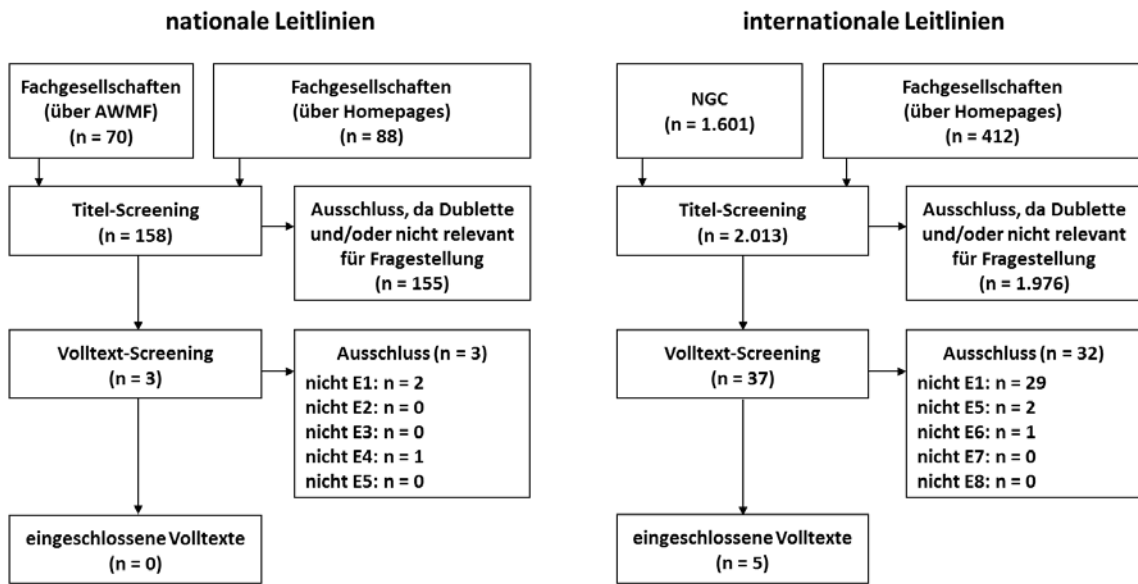 nationale Leitlinien
Fachgesellschaften
(über AWMF)
(n = 70)
Fachgesellschaften
(über Homepages)
(n = 88)
Titel-Screening
(n = 158)
Ausschluss, da Dublette
und/oder nicht relevant
für Fragestellung
(n = 155)
Volltext-Screening
(n = 3)
Ausschluss (n = 3)
nicht E1: n = 2
nicht E2: n = 0
nicht E3: n = 0
nicht E4: n = 1
nicht E5: n = 0
eingeschlossene Volltexte
(n = 0)
internationale Leitlinien
NGC
(n = 1.601)
Fachgesellschaften
(über Homepages)
(n = 412)
Titel-Screening
(n = 2.013)
Ausschluss, da Dublette
und/oder nicht relevant
für Fragestellung
(n = 1.976)
Volltext-Screening
(n = 37)
Ausschluss (n = 32)
nicht E1: n = 29
nicht E5: n = 2
nicht E6: n = 1
nicht E7: n = 0
nicht E8: n = 0
eingeschlossene Volltexte
(n = 5)